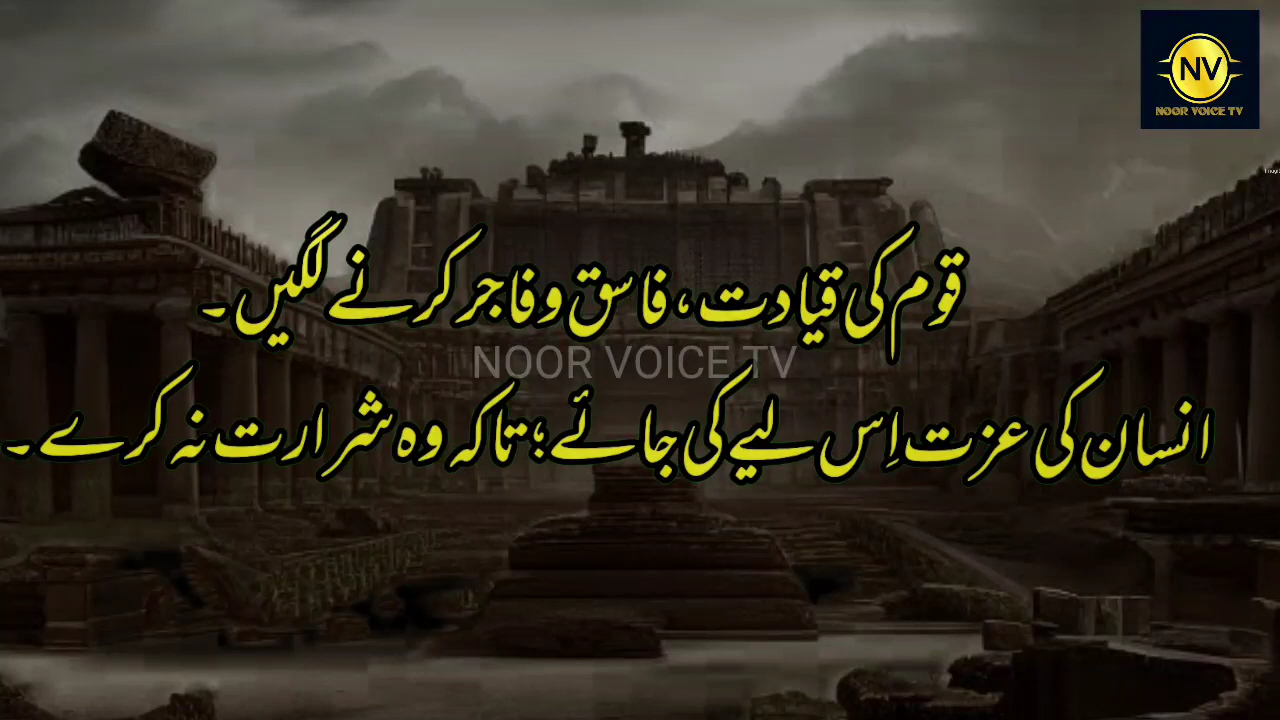 NV
NOOR VOICE TV
قوم کی قیادت، فاسق و فاجر کرنے لگیں۔
NOOR VOICE TV
انسان کی عزت اِس لیے کی جائے؛ تاکہ وہ شرارت نہ کرے۔